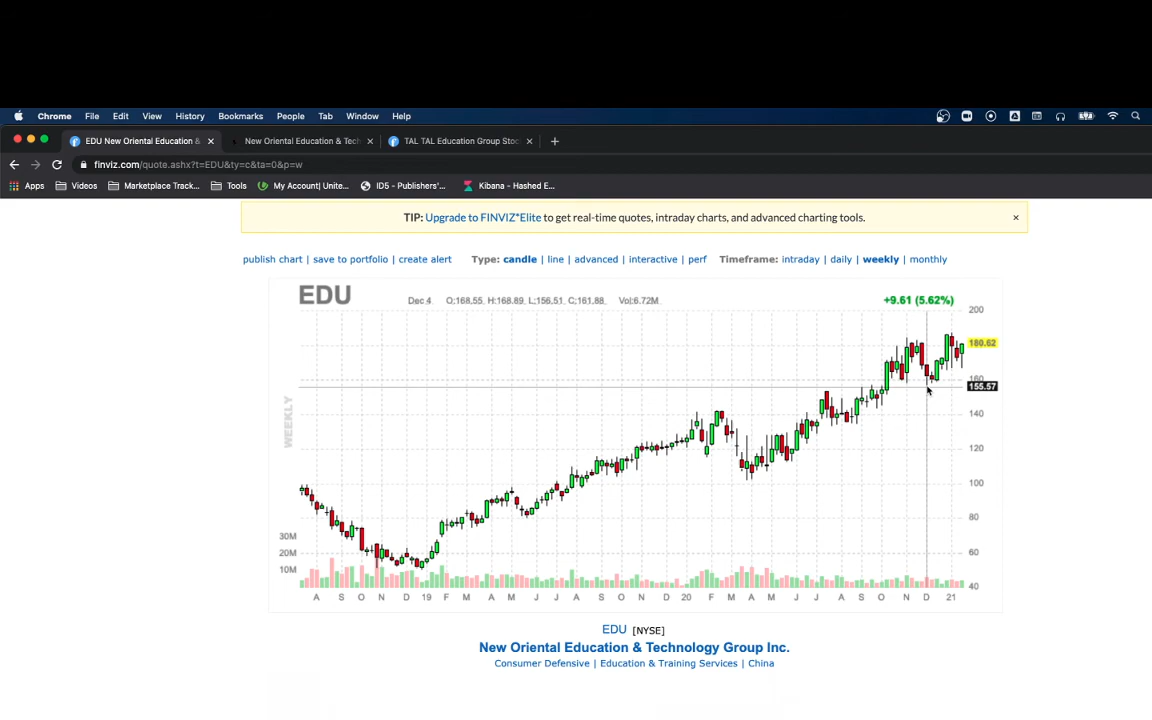 Chrome File Edit View History Bookmarks People Tab Window Help
EDU New Oriental Education & × New Oriental Education & Tech × TAL TAL Education Group Stoc × +
finviz.com/quote.ashx?t=EDU&ty=c&ta=0&p=w
Apps Videos Marketplace Track... Tools My Account| Unite... ID5 - Publishers'... Kibana - Hashed E...
TIP: Upgrade to FINVIZ*Elite to get real-time quotes, intraday charts, and advanced charting tools. ×
publish chart | save to portfolio | create alert Type: candle | line | advanced | interactive | perf Timeframe: intraday | daily | weekly | monthly
EDU Dec 4 O:168.55 H:168.69 L:156.51 C:161.88 Vol:6.72M +9.61 (5.62%)
200
180.62
160
155.57
140
120
100
80
60
40
WEEKLY
30M
20M
10M
A S O N D 19 F M A M J J A S O N D 20 F M A M J J A S O N D 21
EDU [NYSE]
New Oriental Education & Technology Group Inc.
Consumer Defensive | Education & Training Services | China